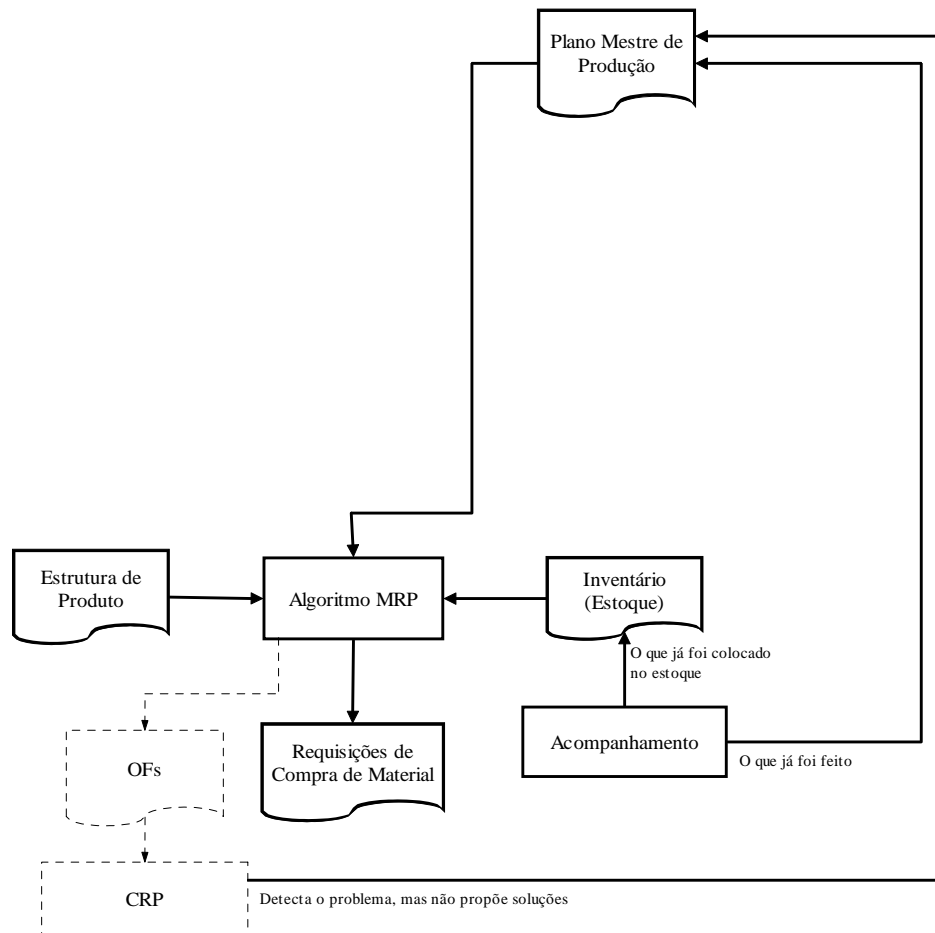 Plano Mestre de
Produção
Estrutura de
Produto
Algoritmo MRP
Inventário
(Estoque)
O que já foi colocado
no estoque
OFs
Requisições de
Compra de Material
Acompanhamento
O que já foi feito
CRP
Detecta o problema, mas não propõe soluções